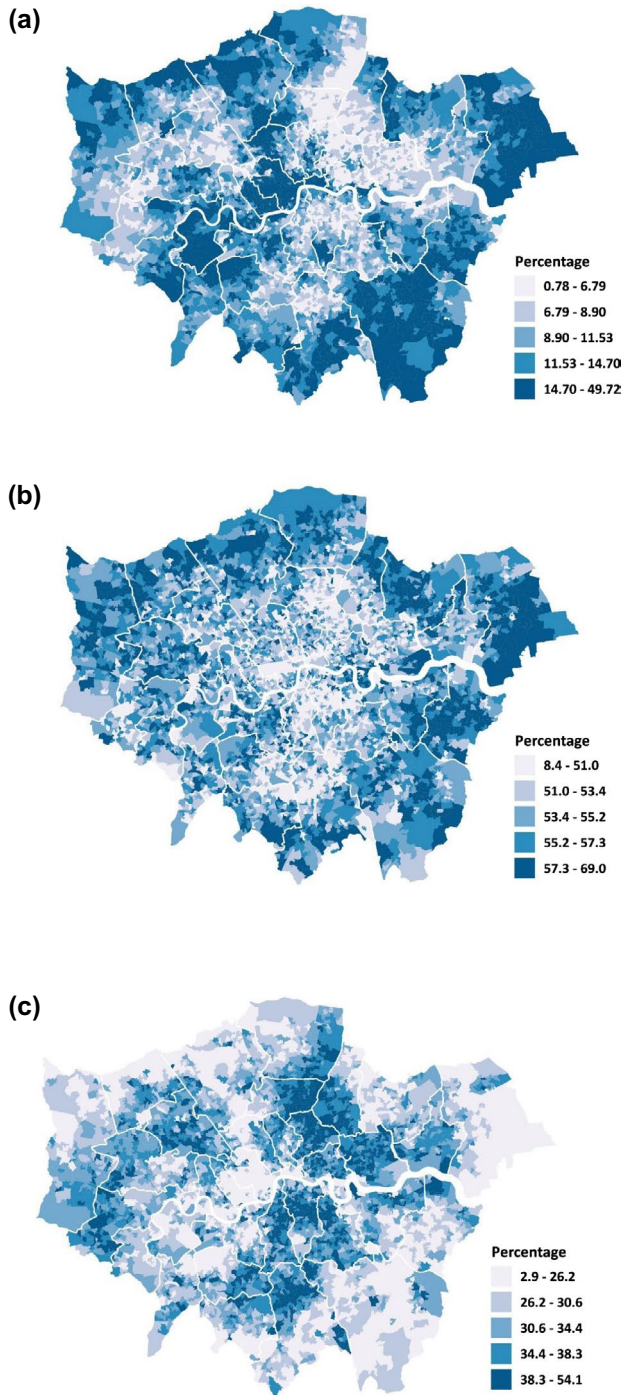 (a)
Percentage
0.78 - 6.79
6.79 - 8.90
8.90 - 11.53
11.53 - 14.70
14.70 - 49.72
(b)
Percentage
8.4 - 51.0
51.0 - 53.4
53.4 - 55.2
55.2 - 57.3
57.3 - 69.0
(c)
Percentage
2.9 - 26.2
26.2 - 30.6
30.6 - 34.4
34.4 - 38.3
38.3 - 54.1